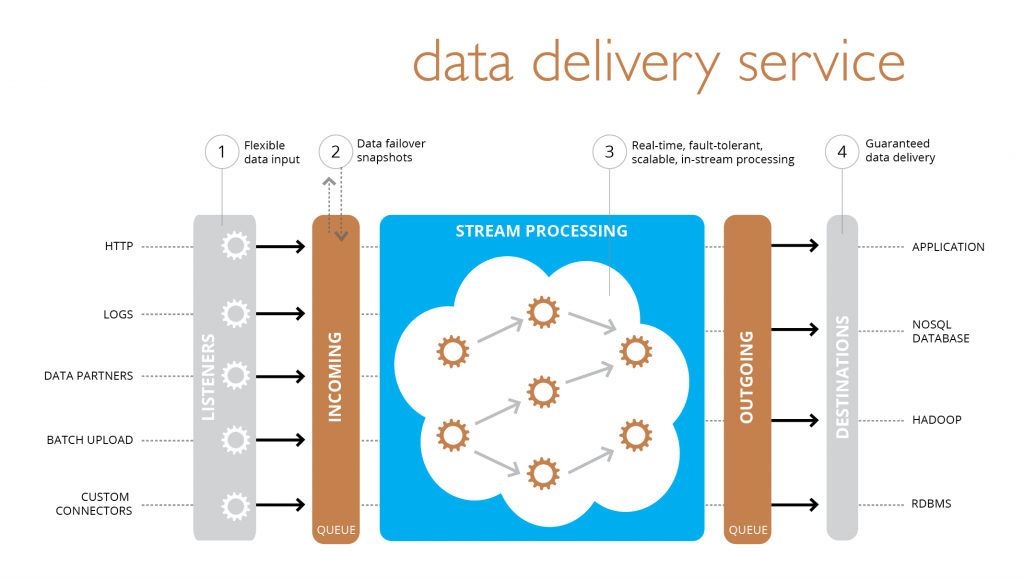 data delivery service
1
Flexible
data input
2
Data failover
snapshots
3
Real-time, fault-tolerant,
scalable, in-stream processing
4
Guaranteed
data delivery
HTTP
LOGS
DATA PARTNERS
BATCH UPLOAD
CUSTOM
CONNECTORS
LISTENERS
INCOMING
QUEUE
STREAM PROCESSING
OUTGOING
QUEUE
DESTINATIONS
APPLICATION
NOSQL
DATABASE
HADOOP
RDBMS